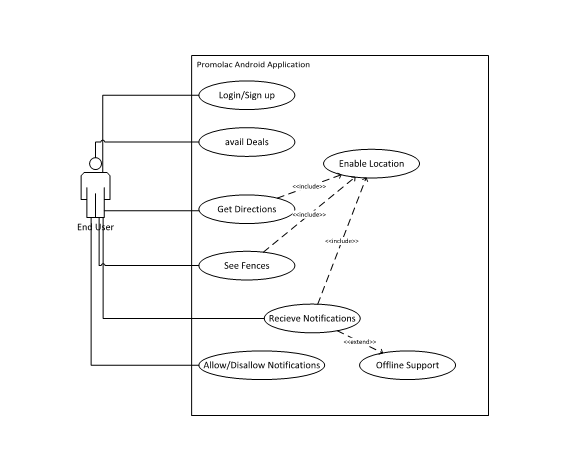 Promolac Android Application
Login/Sign up
avail Deals
Enable Location
<<include>>
Get Directions
<<include>>
End User
<<include>>
See Fences
Recieve Notifications
<<extend>>
Allow/Disallow Notifications
Offline Support